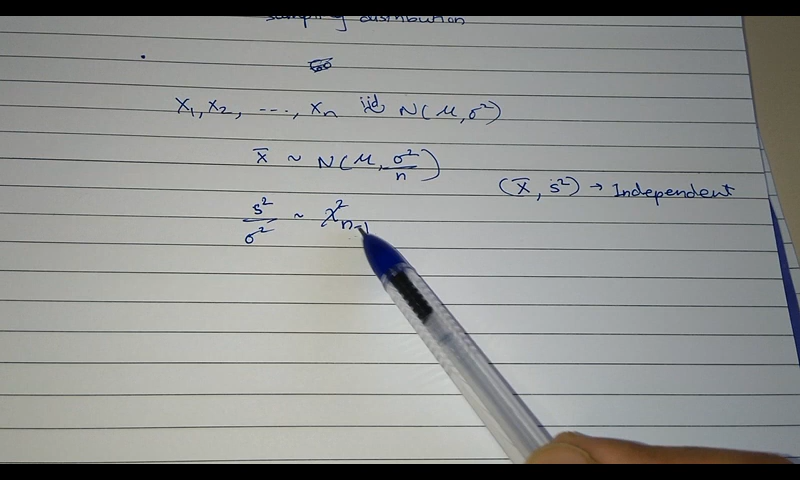 sampling distribution
X₁, X₂, ----, Xₙ iid N(μ, σ²)
X̄ ~ N(μ, σ²/n)
(X̄, s²) → Independent
s²/σ² ~ χ²ₙ₋₁